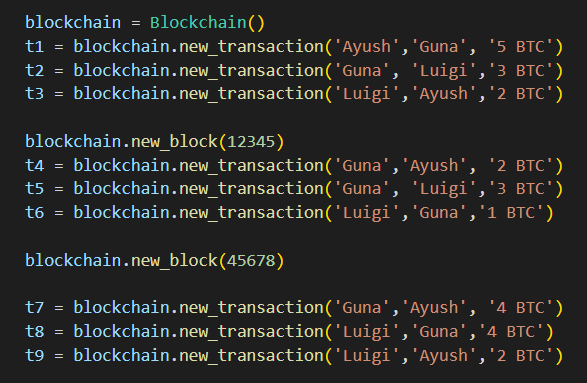 blockchain = Blockchain()
t1 = blockchain.new_transaction('Ayush','Guna', '5 BTC')
t2 = blockchain.new_transaction('Guna', 'Luigi','3 BTC')
t3 = blockchain.new_transaction('Luigi','Ayush','2 BTC')
blockchain.new_block(12345)
t4 = blockchain.new_transaction('Guna','Ayush', '2 BTC')
t5 = blockchain.new_transaction('Guna', 'Luigi','3 BTC')
t6 = blockchain.new_transaction('Luigi','Guna','1 BTC')
blockchain.new_block(45678)
t7 = blockchain.new_transaction('Guna','Ayush', '4 BTC')
t8 = blockchain.new_transaction('Luigi','Guna','4 BTC')
t9 = blockchain.new_transaction('Luigi','Ayush','2 BTC')